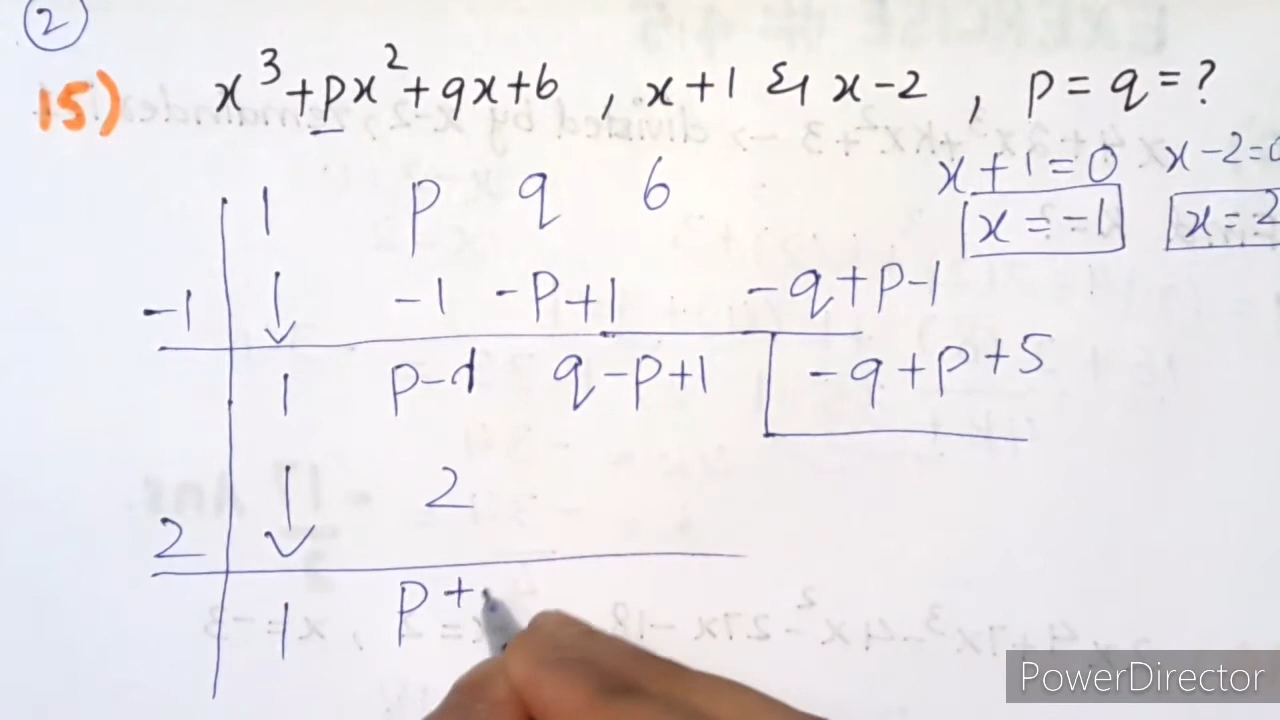 2
15) x³+px²+qx+6 , x+1 & x-2 , p= q=?
x+1=0 x-2=0
1 p q 6 x=-1 x=2
-1 -1 -p+1 -q+p-1
1 p-1 q-p+1 -q+p+5
2 2
1 p+
PowerDirector